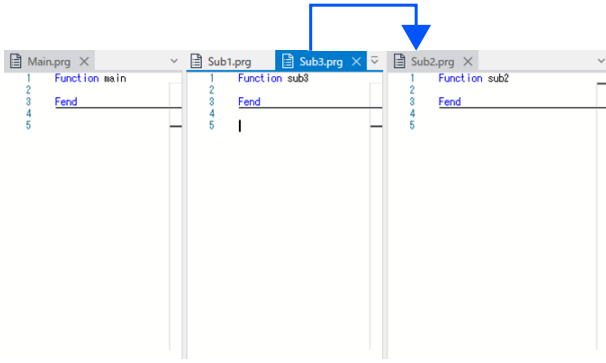 Main.prg
1 Function main
2
3 Fend
4
5
Sub1.prg Sub3.prg
1 Function sub3
2
3 Fend
4
5
Sub2.prg
1 Function sub2
2
3 Fend
4
5